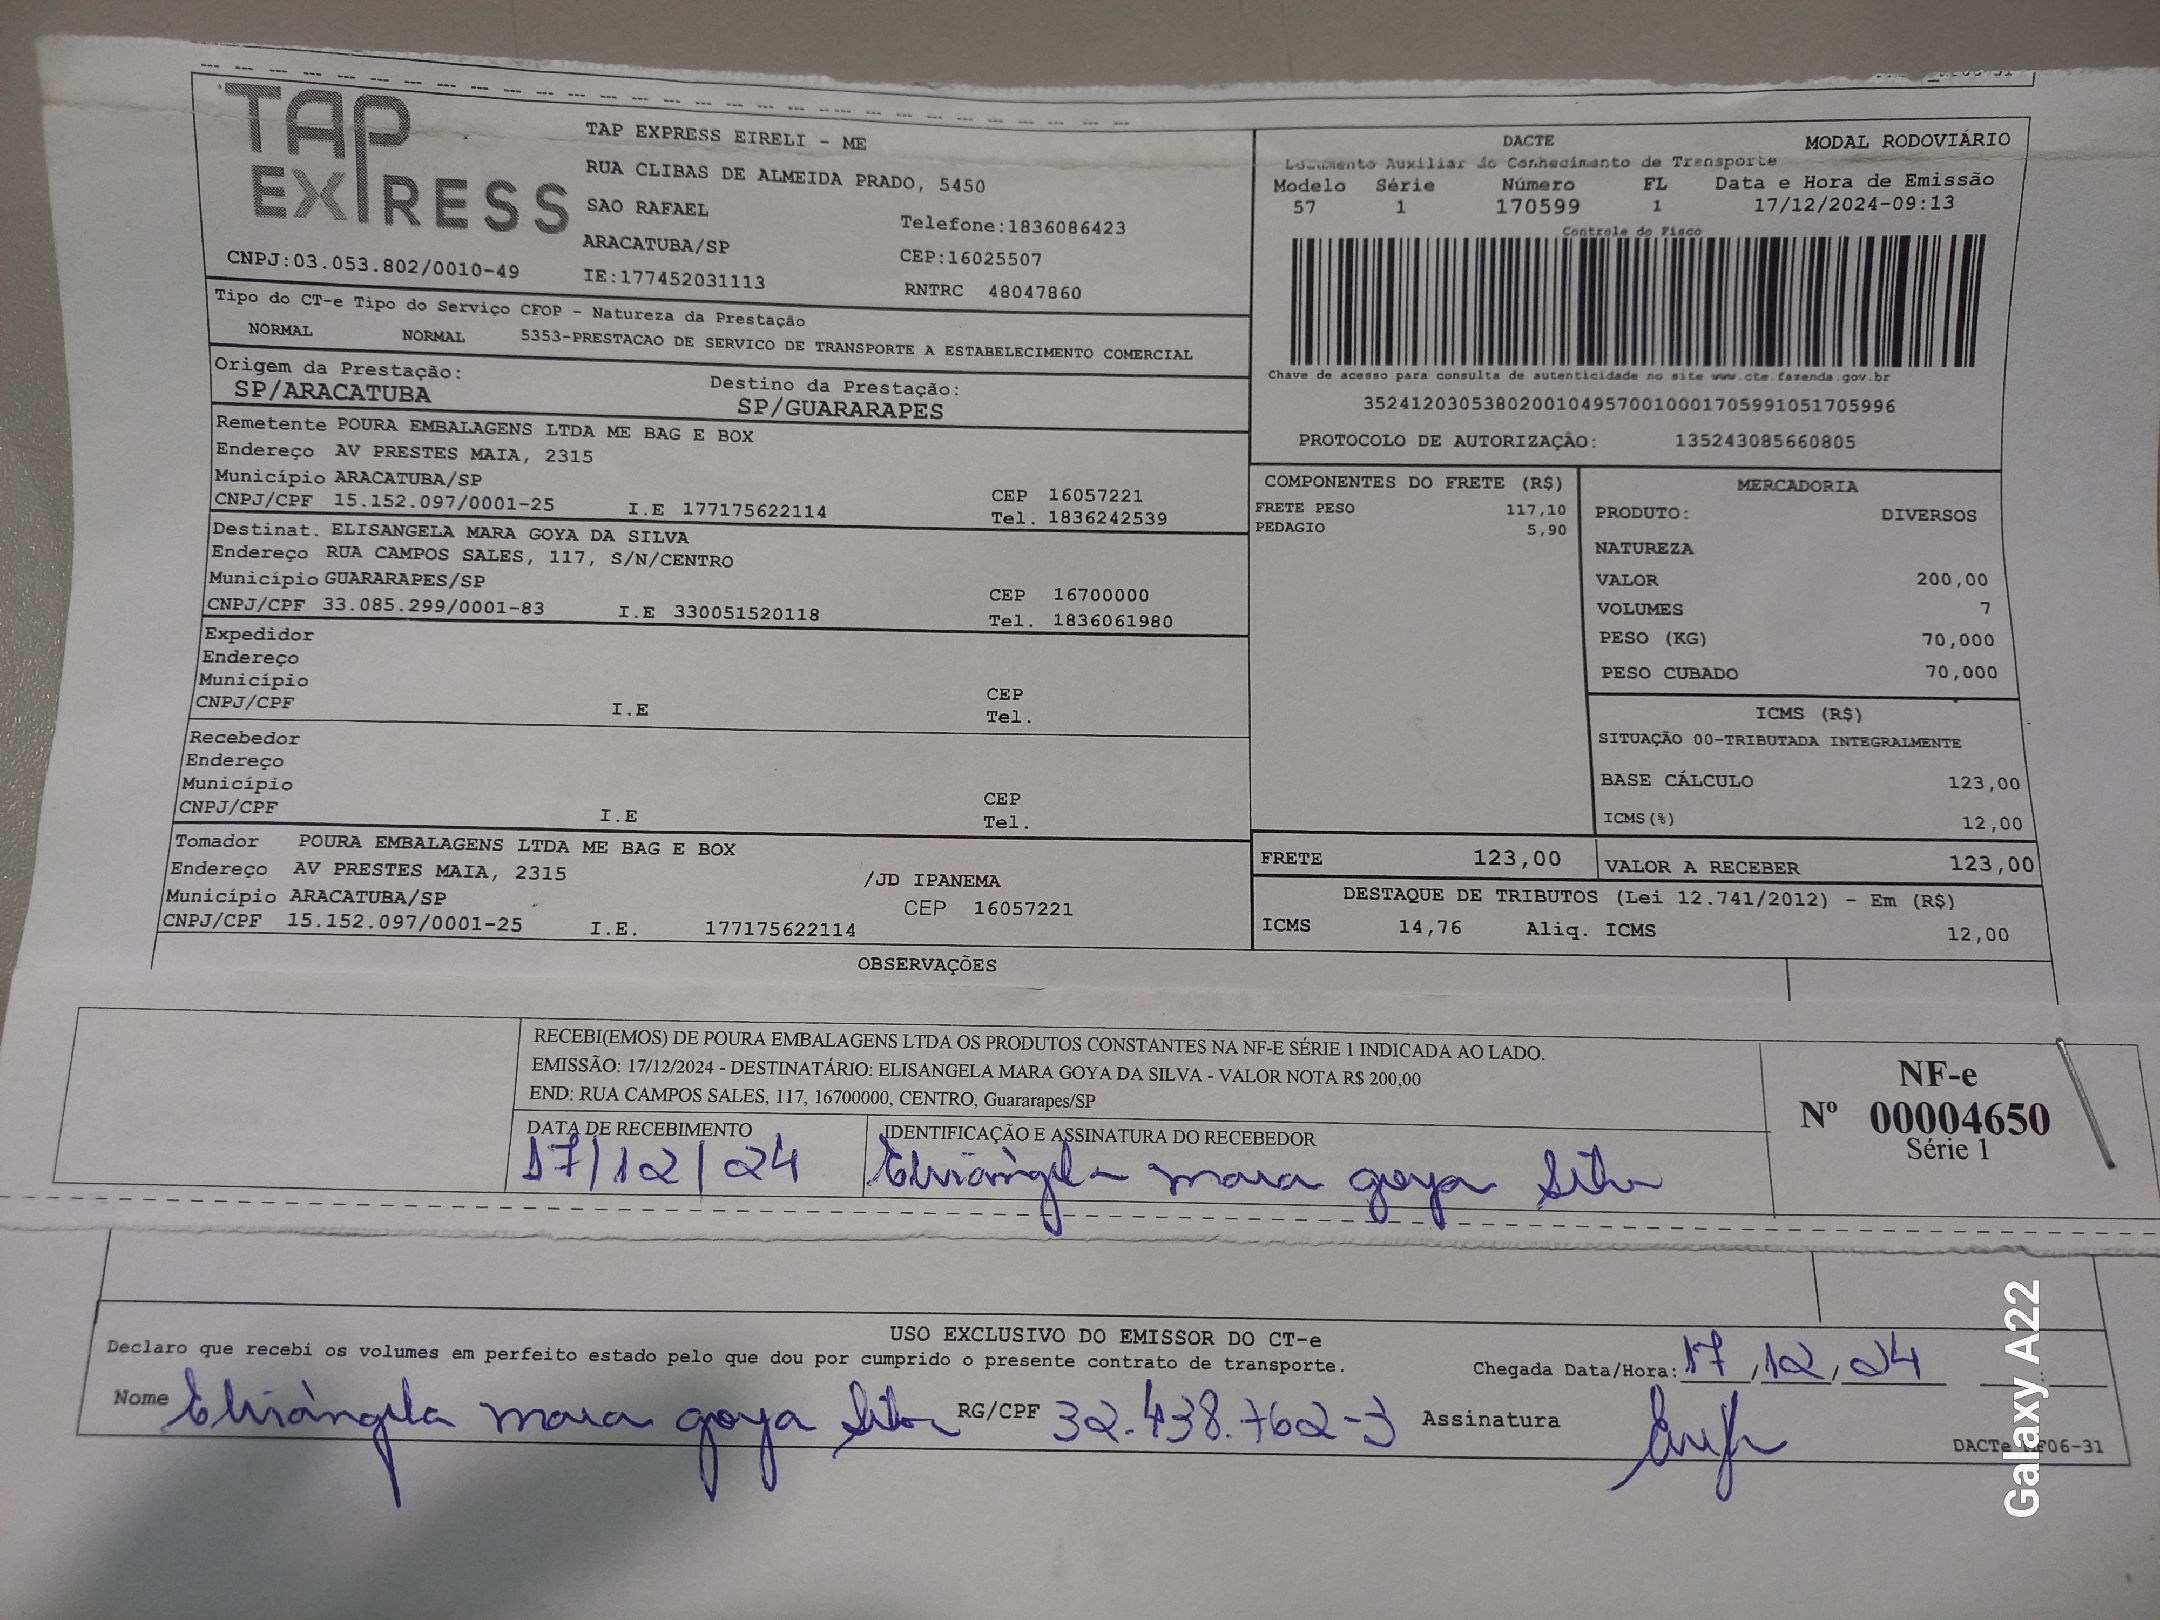 TAP
EXPRESS
TAP EXPRESS EIRELI - ME
RUA CLIBAS DE ALMEIDA PRADO, 5450
SAO RAFAEL
Telefone:1836086423
ARACATUBA/SP
CEP:16025507
CNPJ:03.053.802/0010-49
IE:177452031113
RNTRC 48047860
DACTE MODAL RODOVIÁRIO
Documento Auxiliar do Conhecimento de Transporte
Modelo Série Número FL Data e Hora de Emissão
57 1 170599 1 17/12/2024-09:13
Controle do Fisco
Chave de acesso para consulta de autenticidade no site www.cte.fazenda.gov.br
35241203053802001049570010001705991051705996
PROTOCOLO DE AUTORIZAÇÃO: 135243085660805
Tipo do CT-e Tipo do Serviço CFOP - Natureza da Prestação
NORMAL NORMAL 5353-PRESTACAO DE SERVICO DE TRANSPORTE A ESTABELECIMENTO COMERCIAL
Origem da Prestação: Destino da Prestação:
SP/ARACATUBA SP/GUARARAPES
Remetente POURA EMBALAGENS LTDA ME BAG E BOX
Endereço AV PRESTES MAIA, 2315
Município ARACATUBA/SP CEP 16057221
CNPJ/CPF 15.152.097/0001-25 I.E 177175622114 Tel. 1836242539
Destinat. ELISANGELA MARA GOYA DA SILVA
Endereço RUA CAMPOS SALES, 117, S/N/CENTRO
Município GUARARAPES/SP CEP 16700000
CNPJ/CPF 33.085.299/0001-83 I.E 330051520118 Tel. 1836061980
Expedidor
Endereço
Município CEP
CNPJ/CPF I.E Tel.
Recebedor
Endereço
Município CEP
CNPJ/CPF I.E Tel.
Tomador POURA EMBALAGENS LTDA ME BAG E BOX
Endereço AV PRESTES MAIA, 2315 /JD IPANEMA
Município ARACATUBA/SP CEP 16057221
CNPJ/CPF 15.152.097/0001-25 I.E. 177175622114
COMPONENTES DO FRETE (R$)
FRETE PESO 117,10
PEDAGIO 5,90
MERCADORIA
PRODUTO: DIVERSOS
NATUREZA
VALOR 200,00
VOLUMES 7
PESO (KG) 70,000
PESO CUBADO 70,000
ICMS (R$)
SITUAÇÃO 00-TRIBUTADA INTEGRALMENTE
BASE CÁLCULO 123,00
ICMS(%) 12,00
FRETE 123,00 VALOR A RECEBER 123,00
DESTAQUE DE TRIBUTOS (Lei 12.741/2012) - Em (R$)
ICMS 14,76 Aliq. ICMS 12,00
OBSERVAÇÕES
RECEBI(EMOS) DE POURA EMBALAGENS LTDA OS PRODUTOS CONSTANTES NA NF-E SÉRIE 1 INDICADA AO LADO.
EMISSÃO: 17/12/2024 - DESTINATÁRIO: ELISANGELA MARA GOYA DA SILVA - VALOR NOTA R$ 200,00
END: RUA CAMPOS SALES, 117, 16700000, CENTRO, Guararapes/SP
DATA DE RECEBIMENTO IDENTIFICAÇÃO E ASSINATURA DO RECEBEDOR
17/12/24 Elisângela mara goya Silva
NF-e
Nº 00004650
Série 1
USO EXCLUSIVO DO EMISSOR DO CT-e
Declaro que recebi os volumes em perfeito estado pelo que dou por cumprido o presente contrato de transporte.
Chegada Data/Hora: 17/12/24
Nome Elisângela mara goya Silva RG/CPF 32.438.762-3 Assinatura
DACTe
Galaxy A22